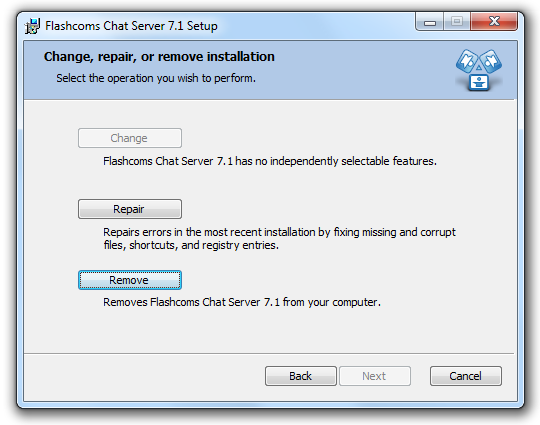 Flashcoms Chat Server 7.1 Setup
Change, repair, or remove installation
Select the operation you wish to perform.
Change
Flashcoms Chat Server 7.1 has no independently selectable features.
Repair
Repairs errors in the most recent installation by fixing missing and corrupt
files, shortcuts, and registry entries.
Remove
Removes Flashcoms Chat Server 7.1 from your computer.
Back
Next
Cancel